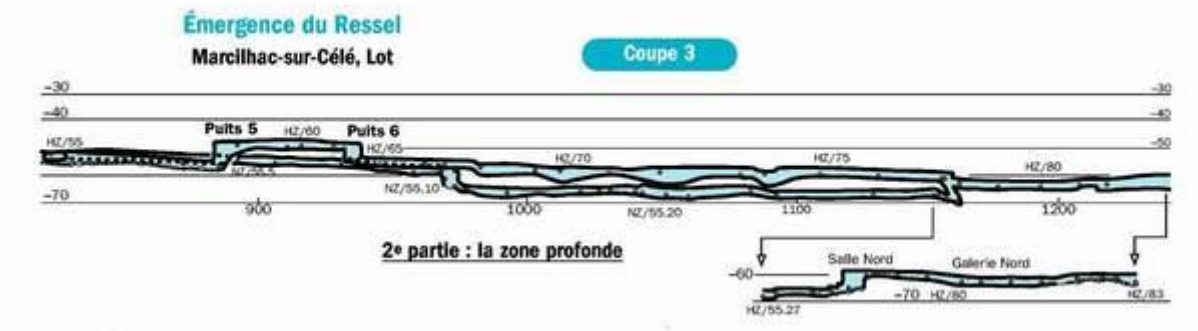 Émergence du Ressel
Marcilhac-sur-Célé, Lot
Coupe 3
-30 -30
-40 -40
Puits 5 HZ/60 Puits 6
HZ/55 HZ/65 -50
HZ/70 HZ/75 HZ/80
NZ/55.5
NZ/55.10
-70
900 1000 NZ/55.20 1100 1200
2e partie : la zone profonde
Salle Nord Galerie Nord
-60
-70 HZ/80 HZ/83
HZ/55.27